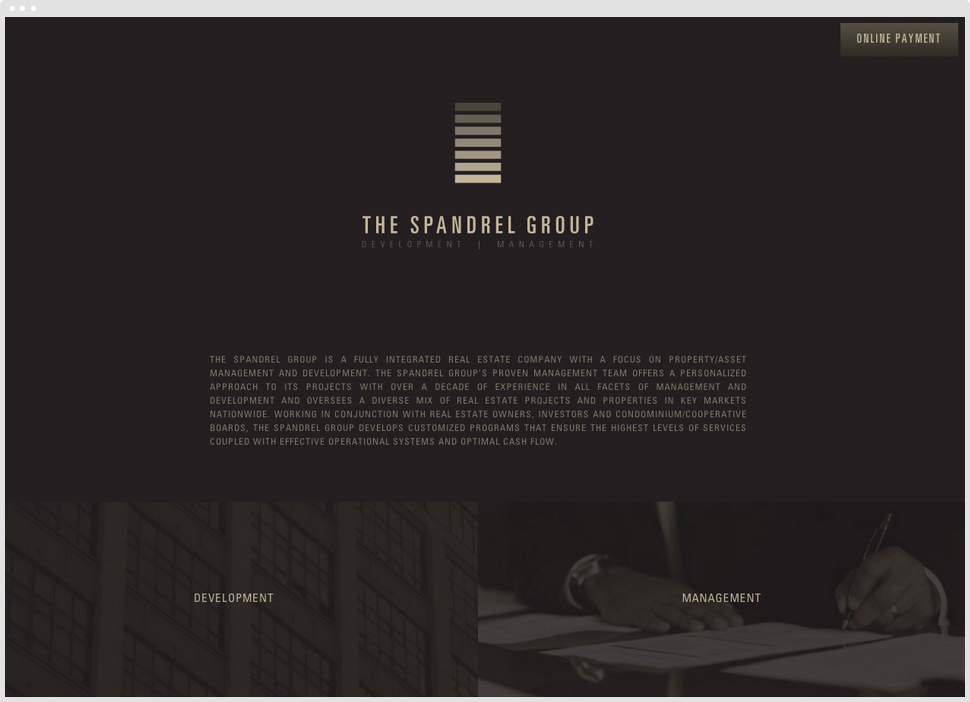 ONLINE PAYMENT
THE SPANDREL GROUP
DEVELOPMENT | MANAGEMENT
THE SPANDREL GROUP IS A FULLY INTEGRATED REAL ESTATE COMPANY WITH A FOCUS ON PROPERTY/ASSET
MANAGEMENT AND DEVELOPMENT. THE SPANDREL GROUP'S PROVEN MANAGEMENT TEAM OFFERS A PERSONALIZED
APPROACH TO ITS PROJECTS WITH OVER A DECADE OF EXPERIENCE IN ALL FACETS OF MANAGEMENT AND
DEVELOPMENT AND OVERSEES A DIVERSE MIX OF REAL ESTATE PROJECTS AND PROPERTIES IN KEY MARKETS
NATIONWIDE. WORKING IN CONJUNCTION WITH REAL ESTATE OWNERS, INVESTORS AND CONDOMINIUM/COOPERATIVE
BOARDS, THE SPANDREL GROUP DEVELOPS CUSTOMIZED PROGRAMS THAT ENSURE THE HIGHEST LEVELS OF SERVICES
COUPLED WITH EFFECTIVE OPERATIONAL SYSTEMS AND OPTIMAL CASH FLOW.
DEVELOPMENT
MANAGEMENT